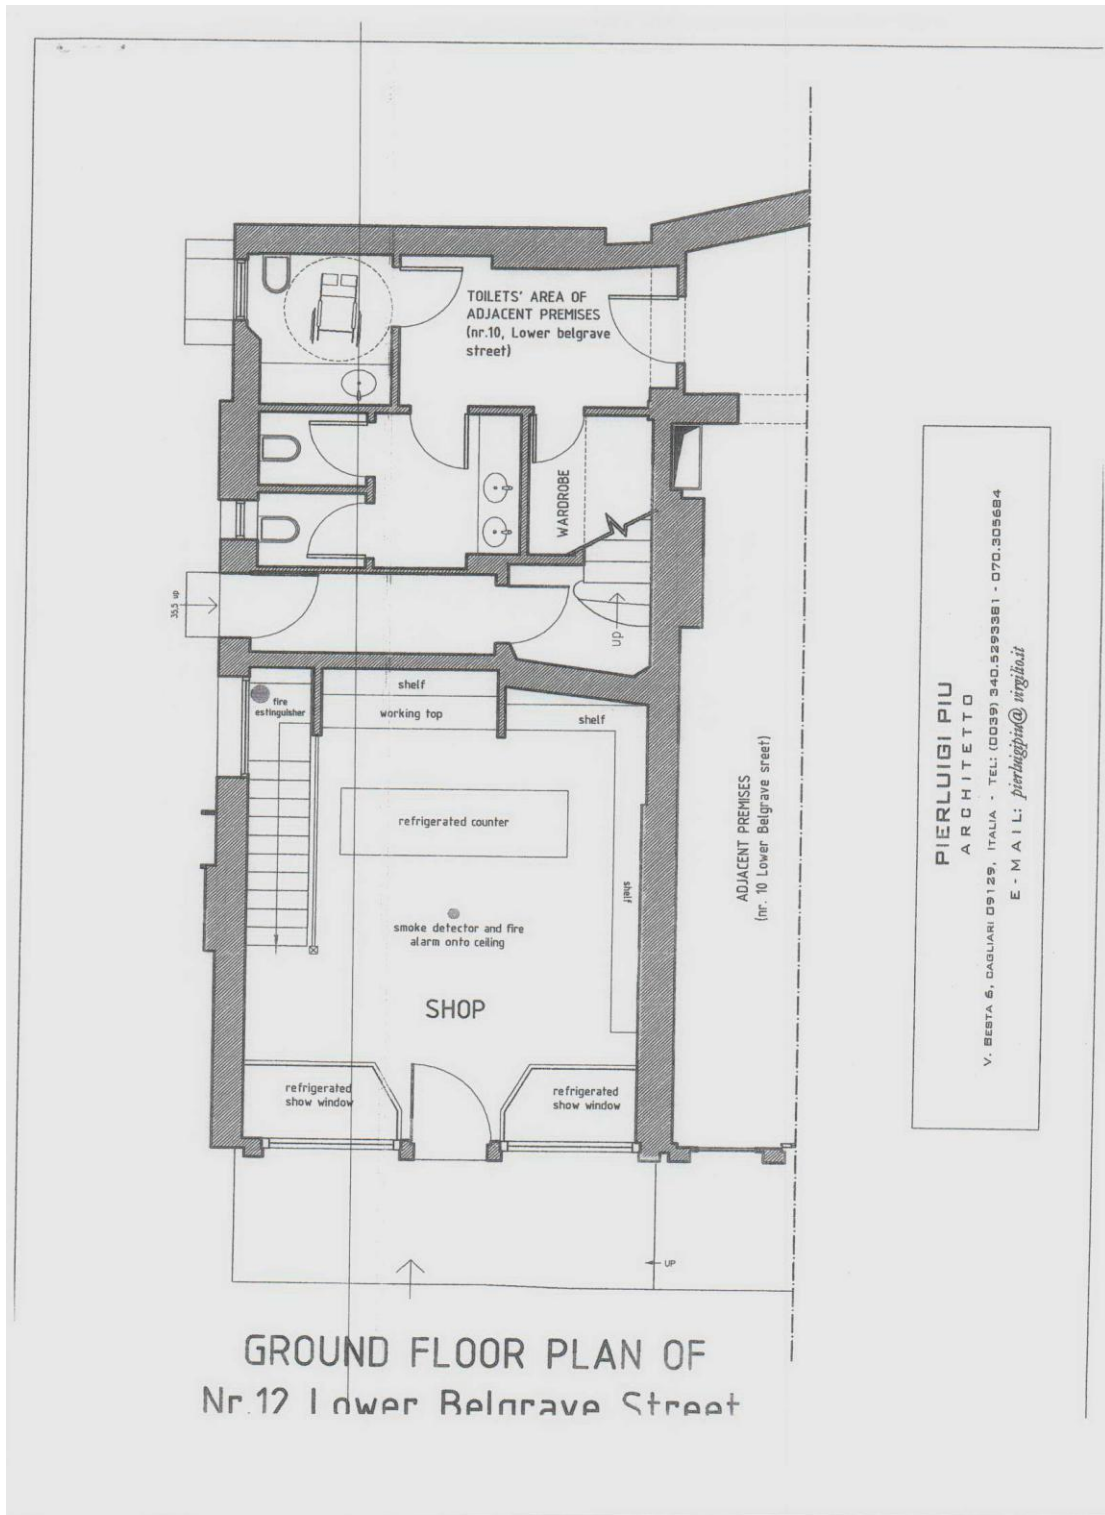 TOILETS' AREA OF
ADJACENT PREMISES
(nr.10, Lower belgrave
street)
WARDROBE
35,5 up
up
fire
estinguisher
shelf
working top
shelf
refrigerated counter
shelf
smoke detector and fire
alarm onto ceiling
SHOP
refrigerated
show window
refrigerated
show window
UP
ADJACENT PREMISES
(nr. 10 Lower Belgrave sreet)
PIERLUIGI PIU
ARCHITETTO
V. BESTA 6, CAGLIARI 09129, ITALIA - TEL: (0039) 340.5293381 - 070.305684
E - MAIL: pierluigipiu@virgilio.it
GROUND FLOOR PLAN OF
Nr.12 Lower Belgrave Street